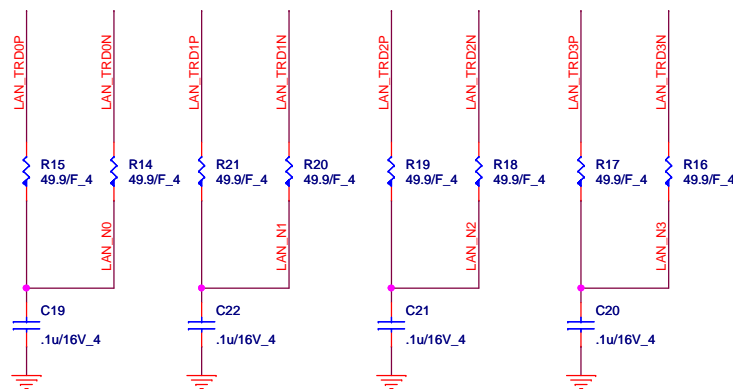 LAN_TRD0P
LAN_TRD0N
LAN_TRD1P
LAN_TRD1N
LAN_TRD2P
LAN_TRD2N
LAN_TRD3P
LAN_TRD3N
R15
49.9/F_4
R14
49.9/F_4
R21
49.9/F_4
R20
49.9/F_4
R19
49.9/F_4
R18
49.9/F_4
R17
49.9/F_4
R16
49.9/F_4
LAN_N0
LAN_N1
LAN_N2
LAN_N3
C19
.1u/16V_4
C22
.1u/16V_4
C21
.1u/16V_4
C20
.1u/16V_4